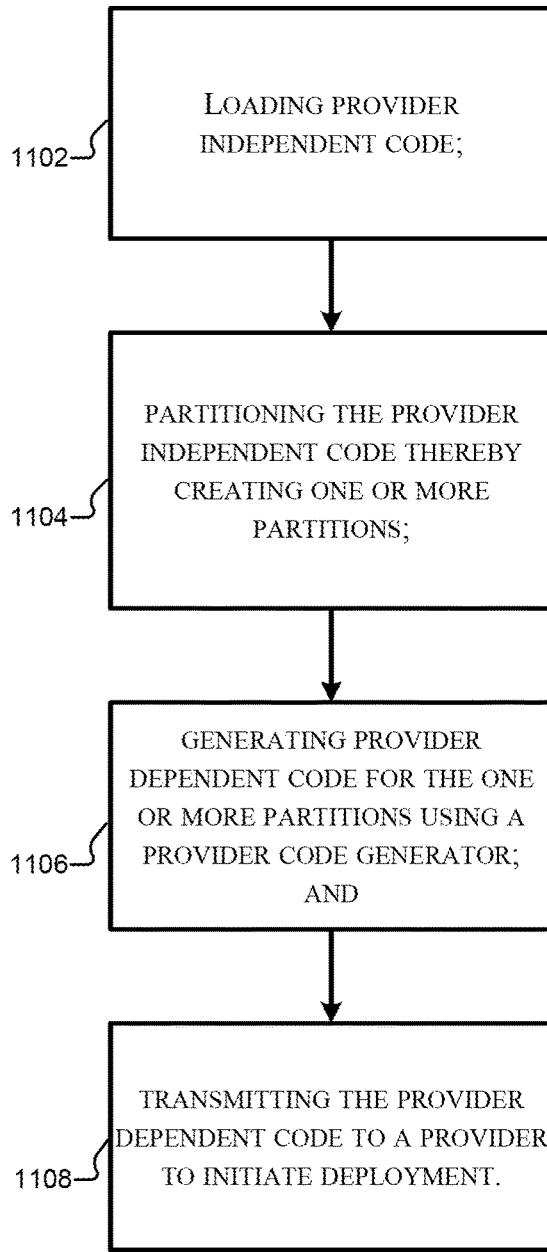 LOADING PROVIDER
INDEPENDENT CODE;
1102
PARTITIONING THE PROVIDER
INDEPENDENT CODE THEREBY
CREATING ONE OR MORE
PARTITIONS;
1104
GENERATING PROVIDER
DEPENDENT CODE FOR THE ONE
OR MORE PARTITIONS USING A
PROVIDER CODE GENERATOR;
AND
1106
TRANSMITTING THE PROVIDER
DEPENDENT CODE TO A PROVIDER
TO INITIATE DEPLOYMENT.
1108